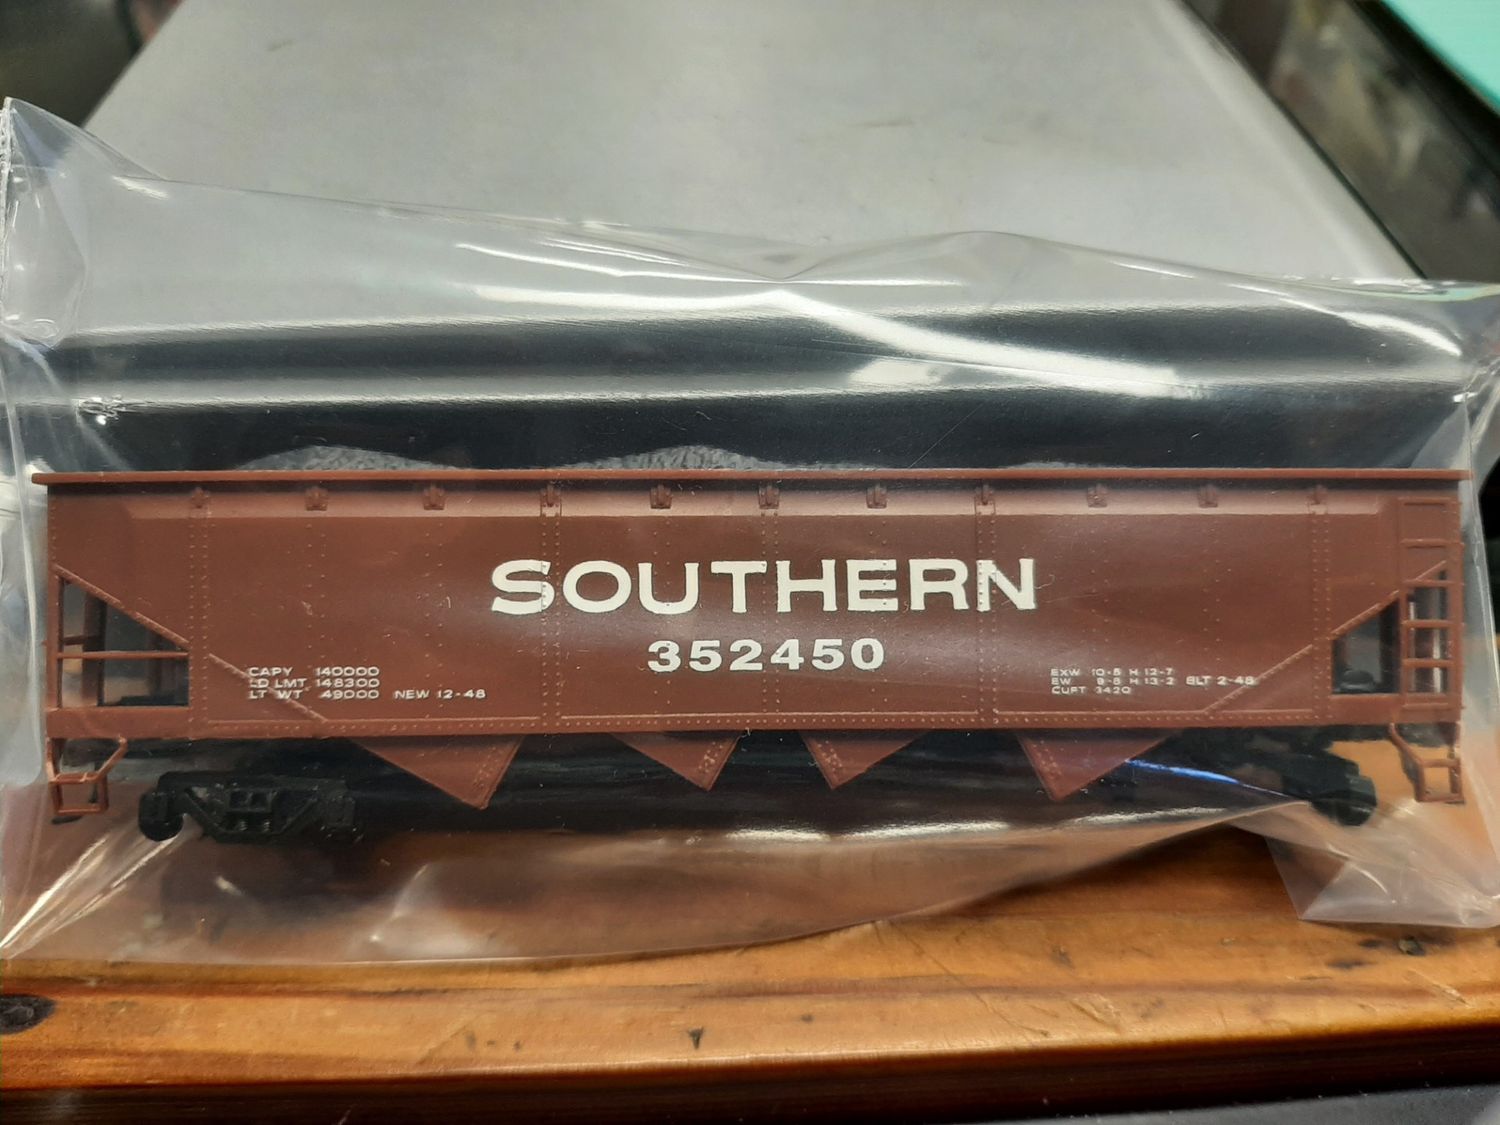 SOUTHERN
352450
CAPY 140000
LD LMT 148300
LT WT 49000 NEW 12-48
EXW 10-5 H 12-7
EW 9-8 H 13-2 BLT 2-48
CUFT 3420